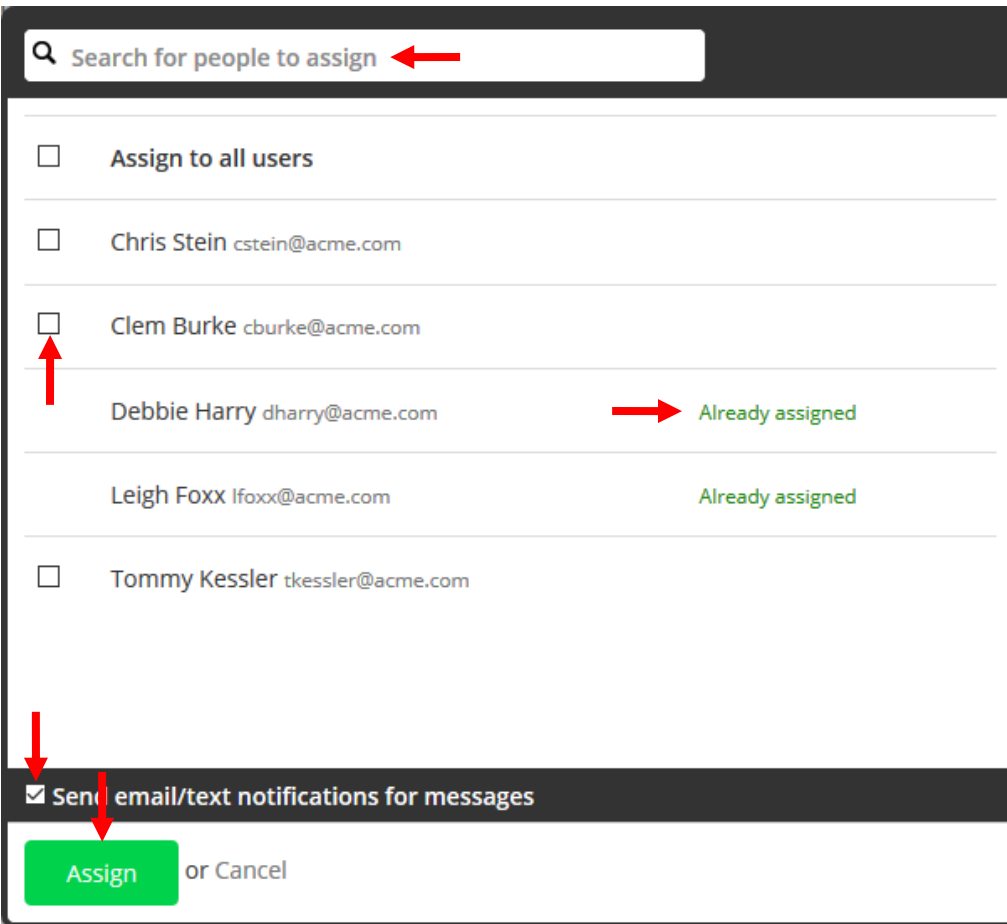 Search for people to assign
Assign to all users
Chris Stein cstein@acme.com
Clem Burke cburke@acme.com
Debbie Harry dharry@acme.com Already assigned
Leigh Foxx lfoxx@acme.com Already assigned
Tommy Kessler tkessler@acme.com
Send email/text notifications for messages
Assign or Cancel